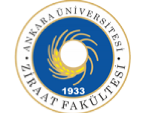 ANKARA ÜNİVERSİTESİ
ZİRAAT FAKÜLTESİ
1933